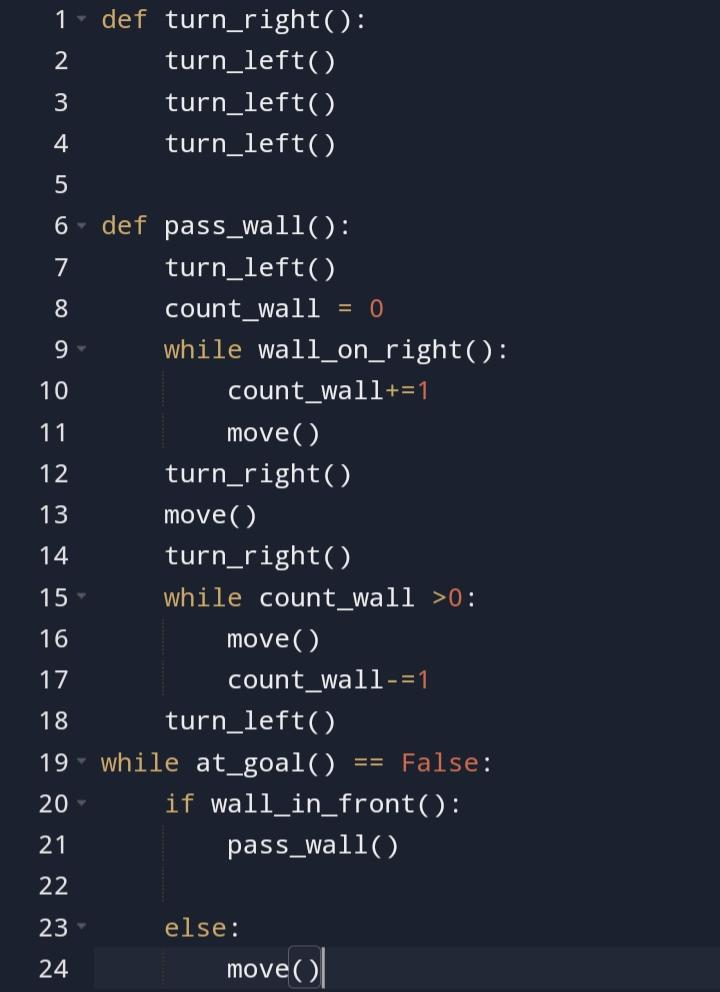 1 def turn_right():
2     turn_left()
3     turn_left()
4     turn_left()
5
6 def pass_wall():
7     turn_left()
8     count_wall = 0
9     while wall_on_right():
10         count_wall+=1
11         move()
12     turn_right()
13     move()
14     turn_right()
15     while count_wall >0:
16         move()
17         count_wall-=1
18     turn_left()
19 while at_goal() == False:
20     if wall_in_front():
21         pass_wall()
22
23     else:
24         move()